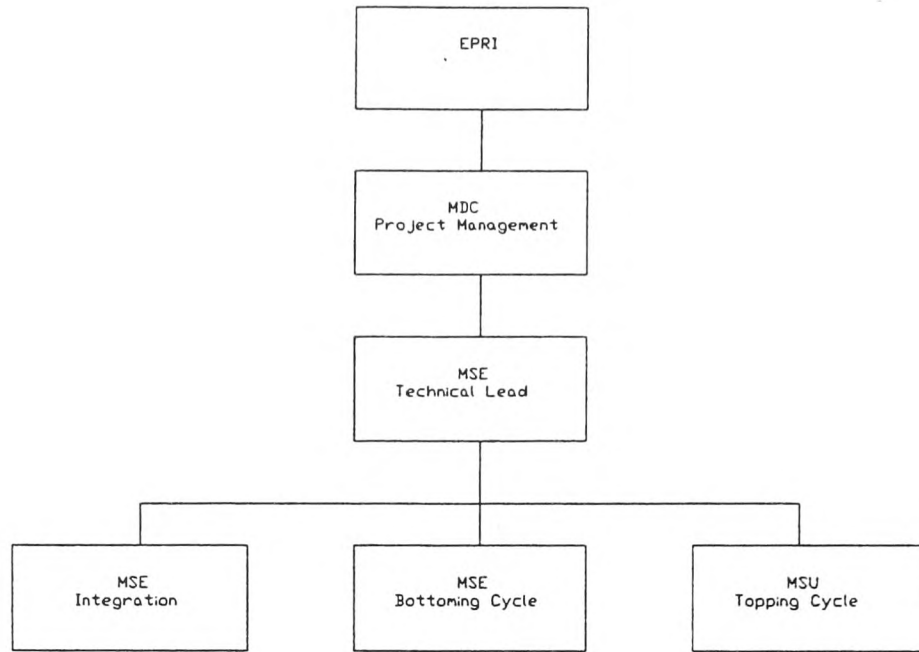 EPRI
MDC
Project Management
MSE
Technical Lead
MSE
Integration
MSE
Bottoming Cycle
MSU
Topping Cycle